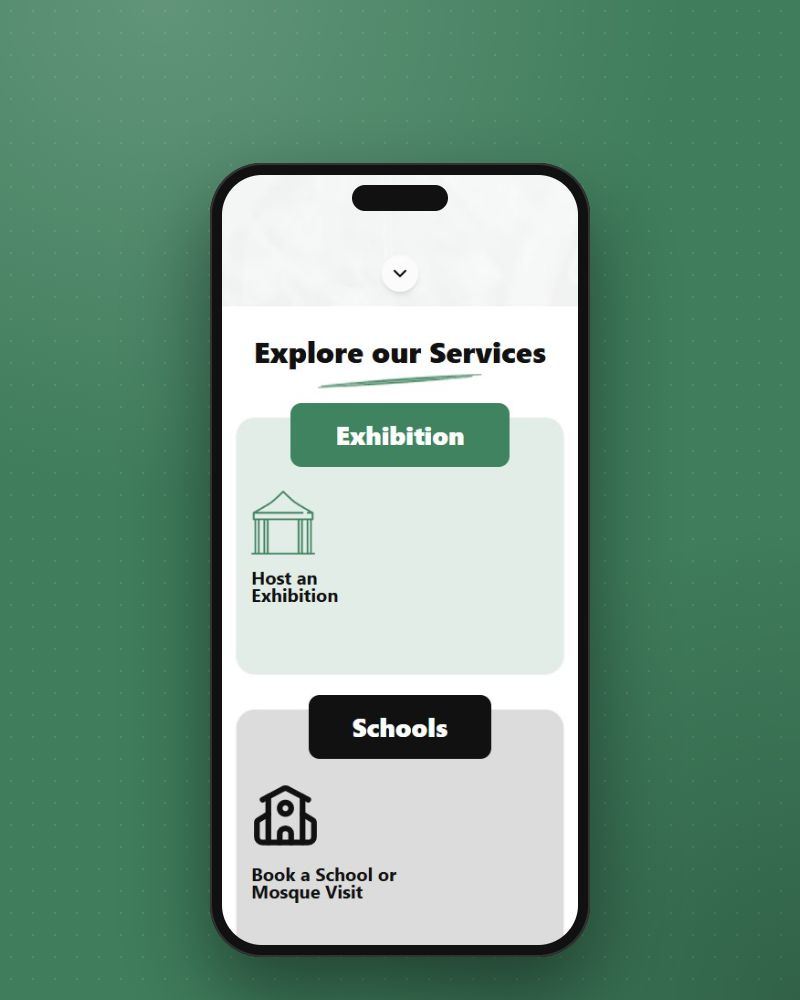 Explore our Services
Exhibition
Host an
Exhibition
Schools
Book a School or
Mosque Visit